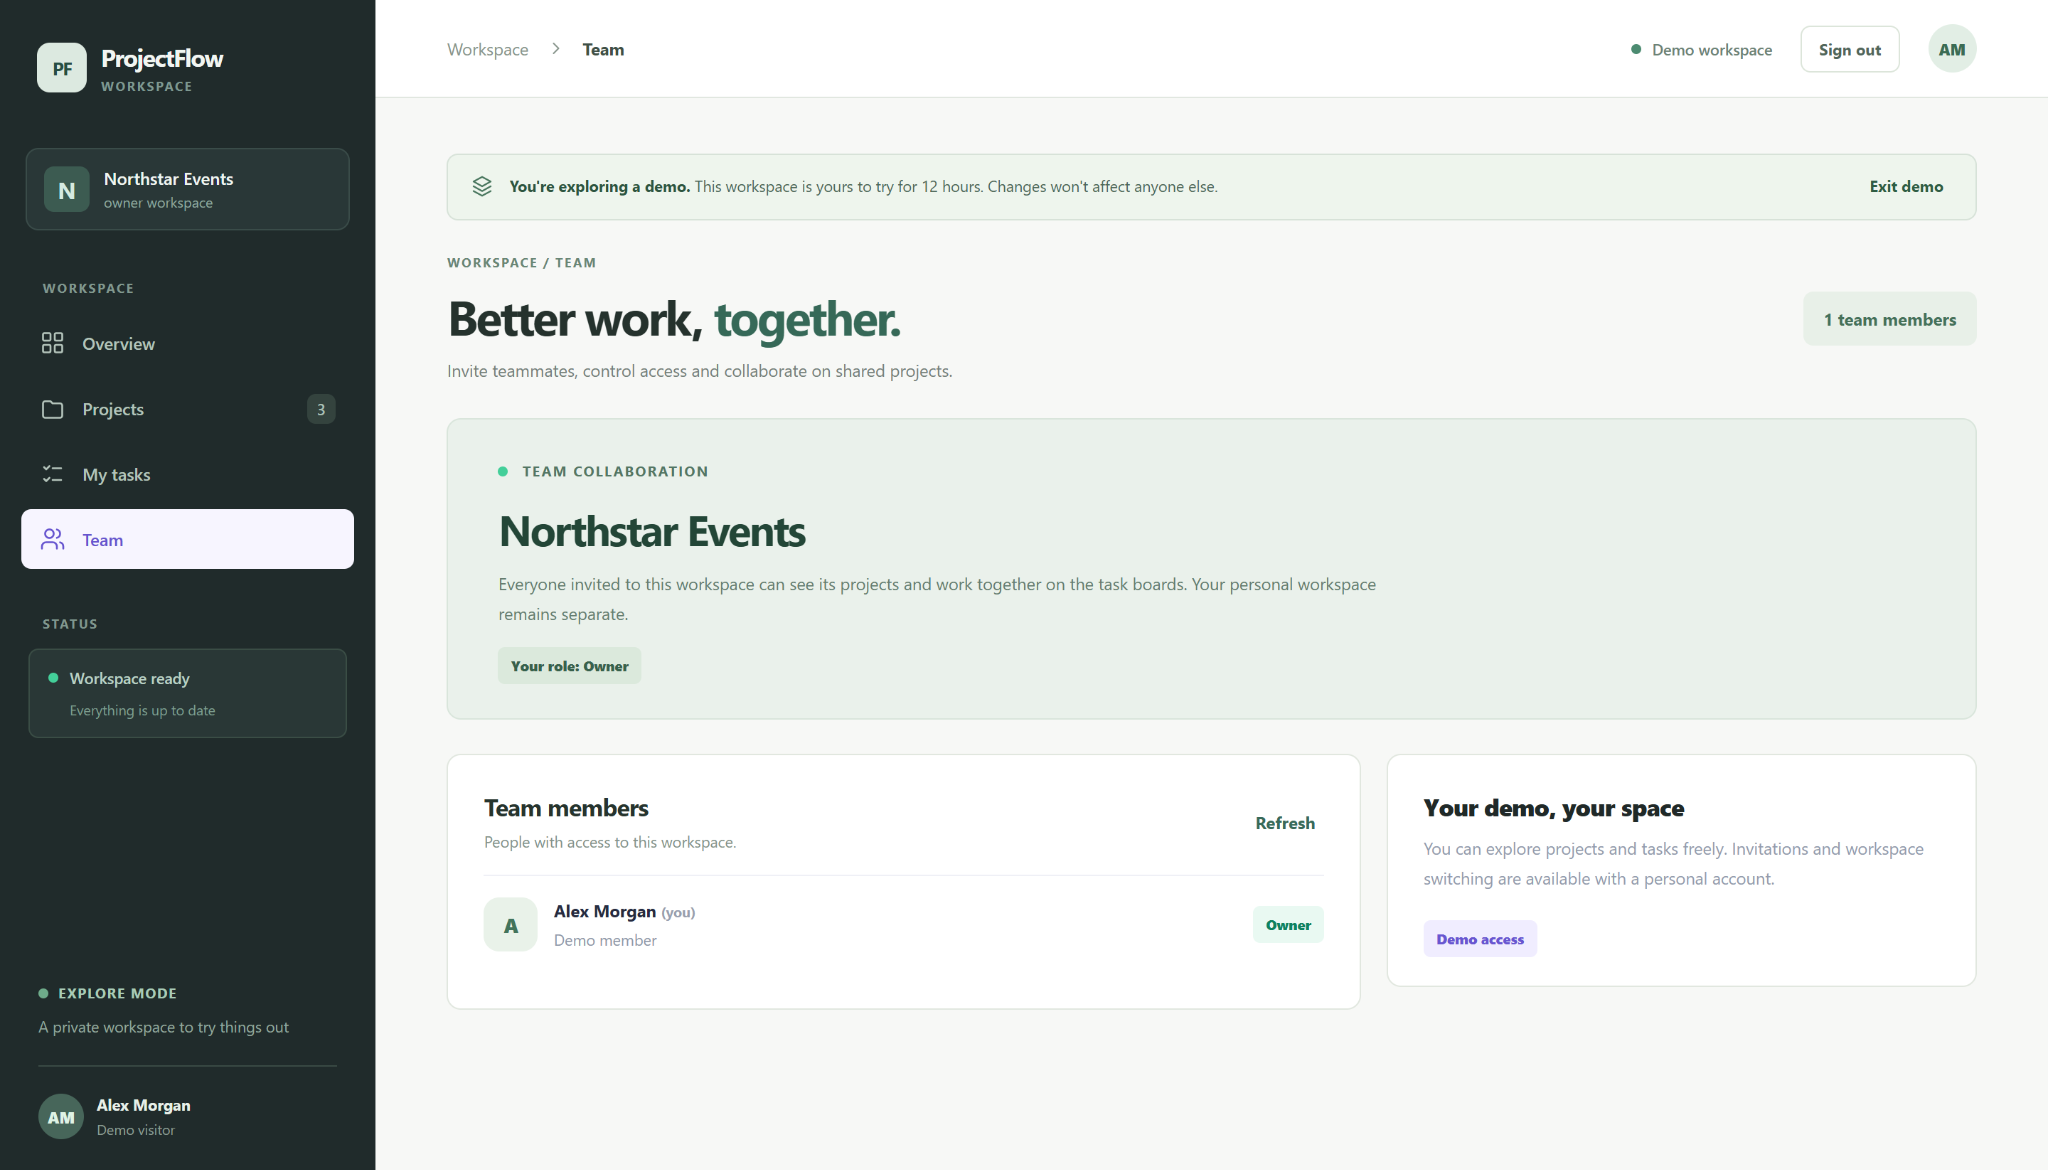 PF
ProjectFlow
WORKSPACE
N
Northstar Events
owner workspace
WORKSPACE
Overview
Projects
3
My tasks
Team
STATUS
Workspace ready
Everything is up to date
EXPLORE MODE
A private workspace to try things out
AM
Alex Morgan
Demo visitor
Workspace
Team
Demo workspace
Sign out
AM
You're exploring a demo. This workspace is yours to try for 12 hours. Changes won't affect anyone else.
Exit demo
WORKSPACE / TEAM
Better work, together.
1 team members
Invite teammates, control access and collaborate on shared projects.
TEAM COLLABORATION
Northstar Events
Everyone invited to this workspace can see its projects and work together on the task boards. Your personal workspace
remains separate.
Your role: Owner
Team members
People with access to this workspace.
Refresh
A
Alex Morgan (you)
Demo member
Owner
Your demo, your space
You can explore projects and tasks freely. Invitations and workspace
switching are available with a personal account.
Demo access